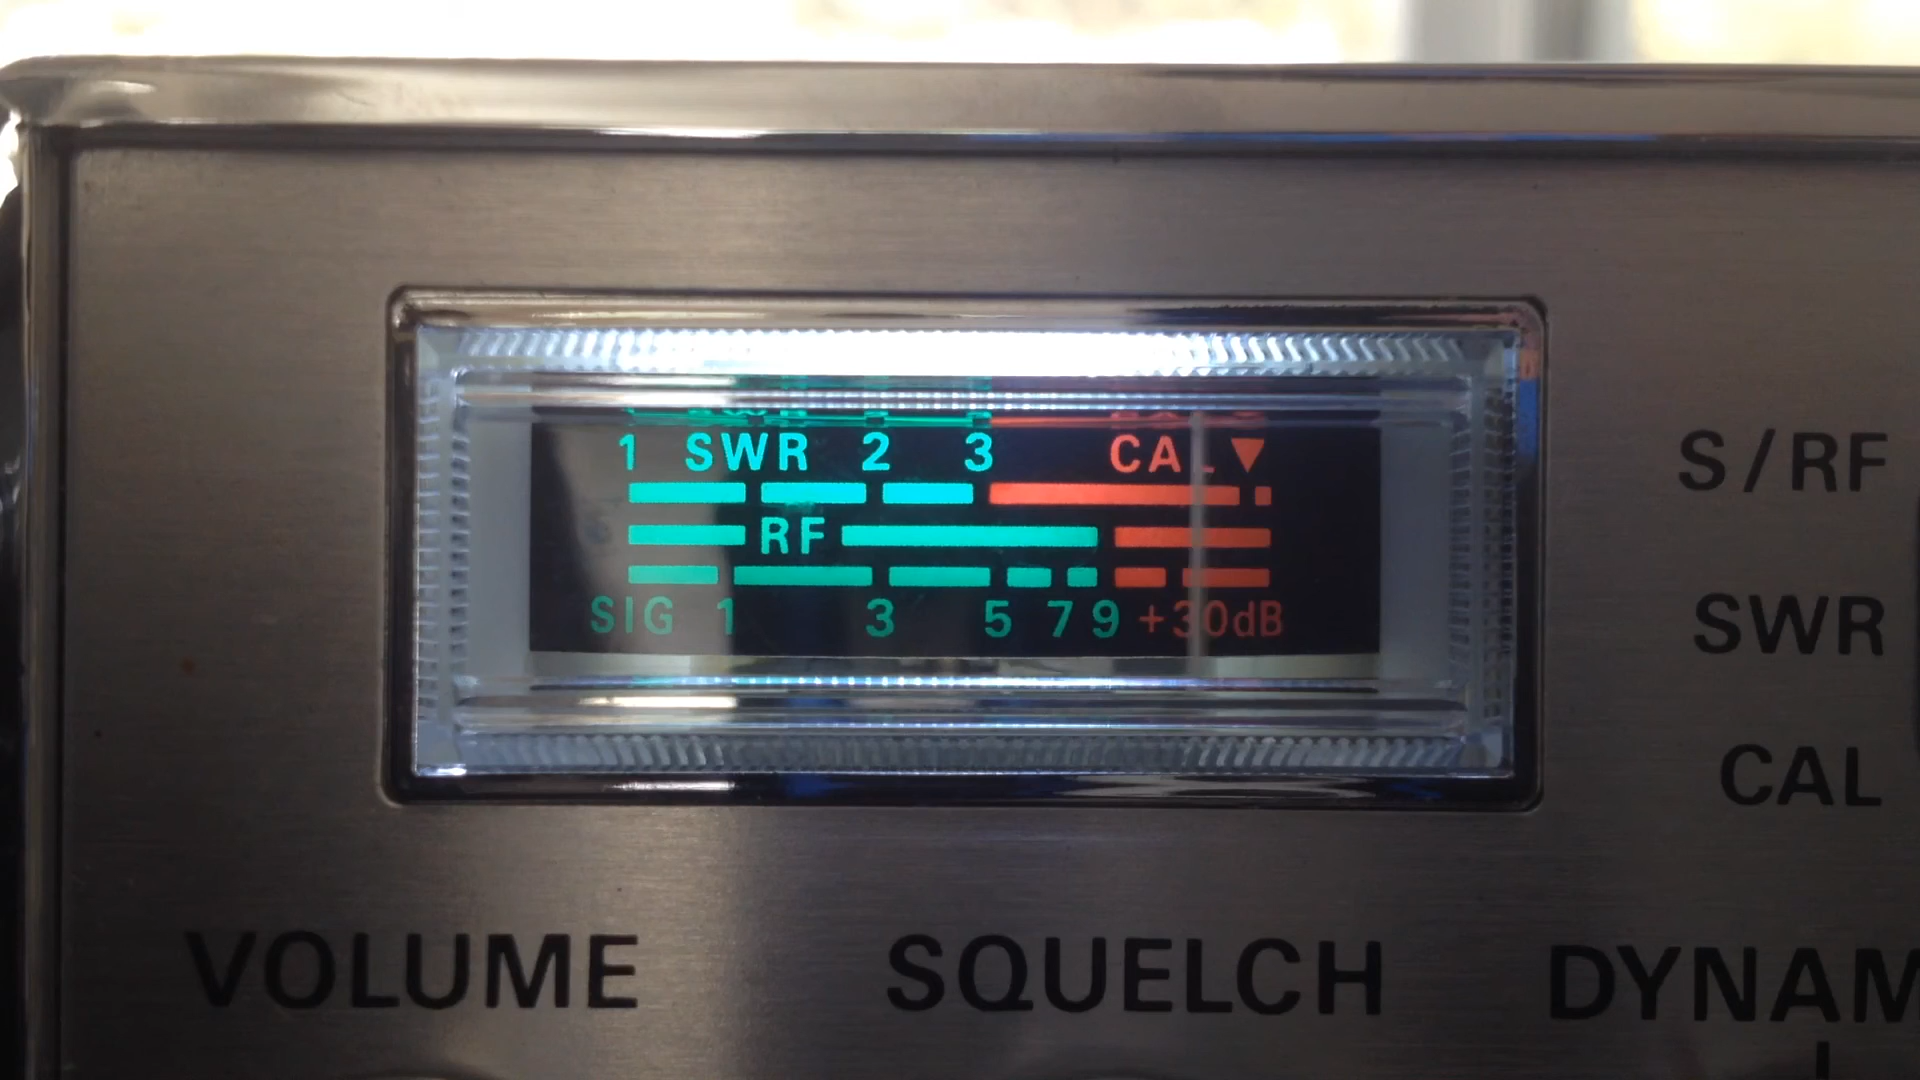 1 SWR 2 3 CAL▼
RF
SIG 1 3 5 7 9 +30dB
S/RF
SWR
CAL
VOLUME SQUELCH DYNAM